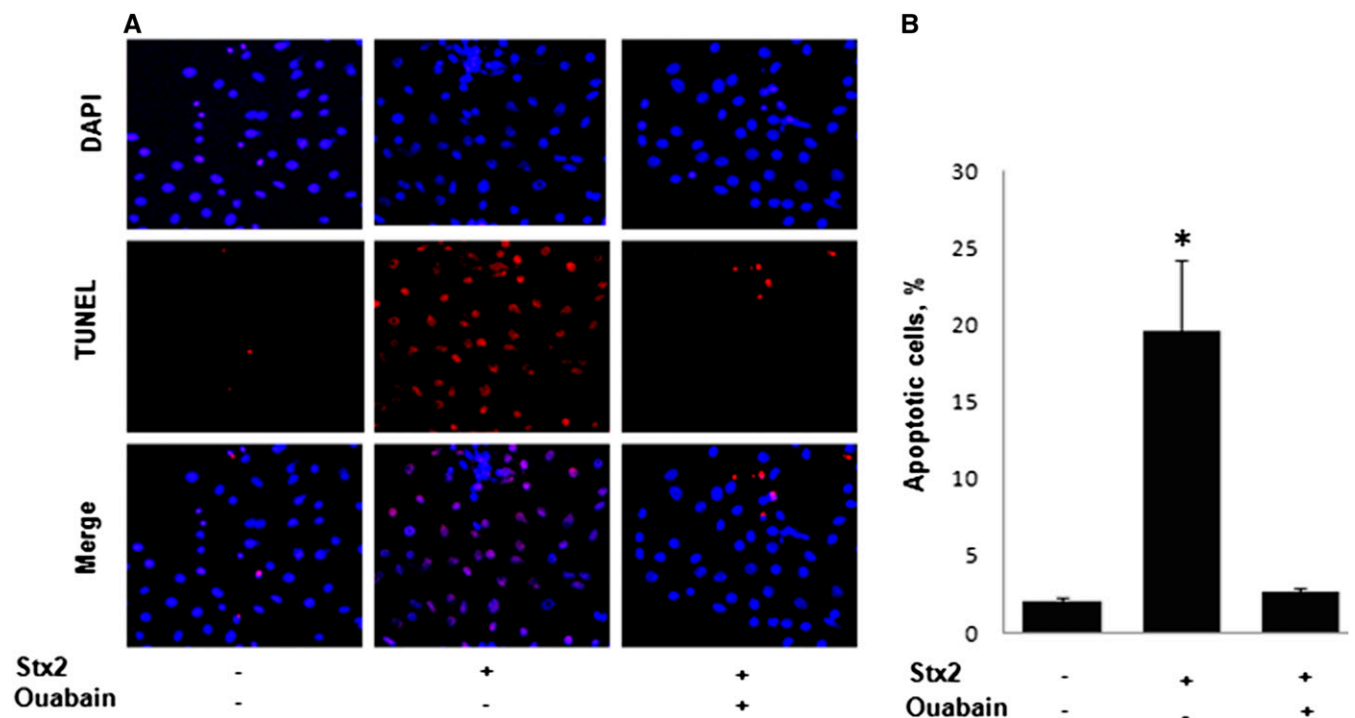 A
B
DAPI
TUNEL
Merge
Stx2 - + +
Ouabain - - +
Apoptotic cells, %
30
25
20
15
10
5
0
*
Stx2 - + +
Ouabain - - +